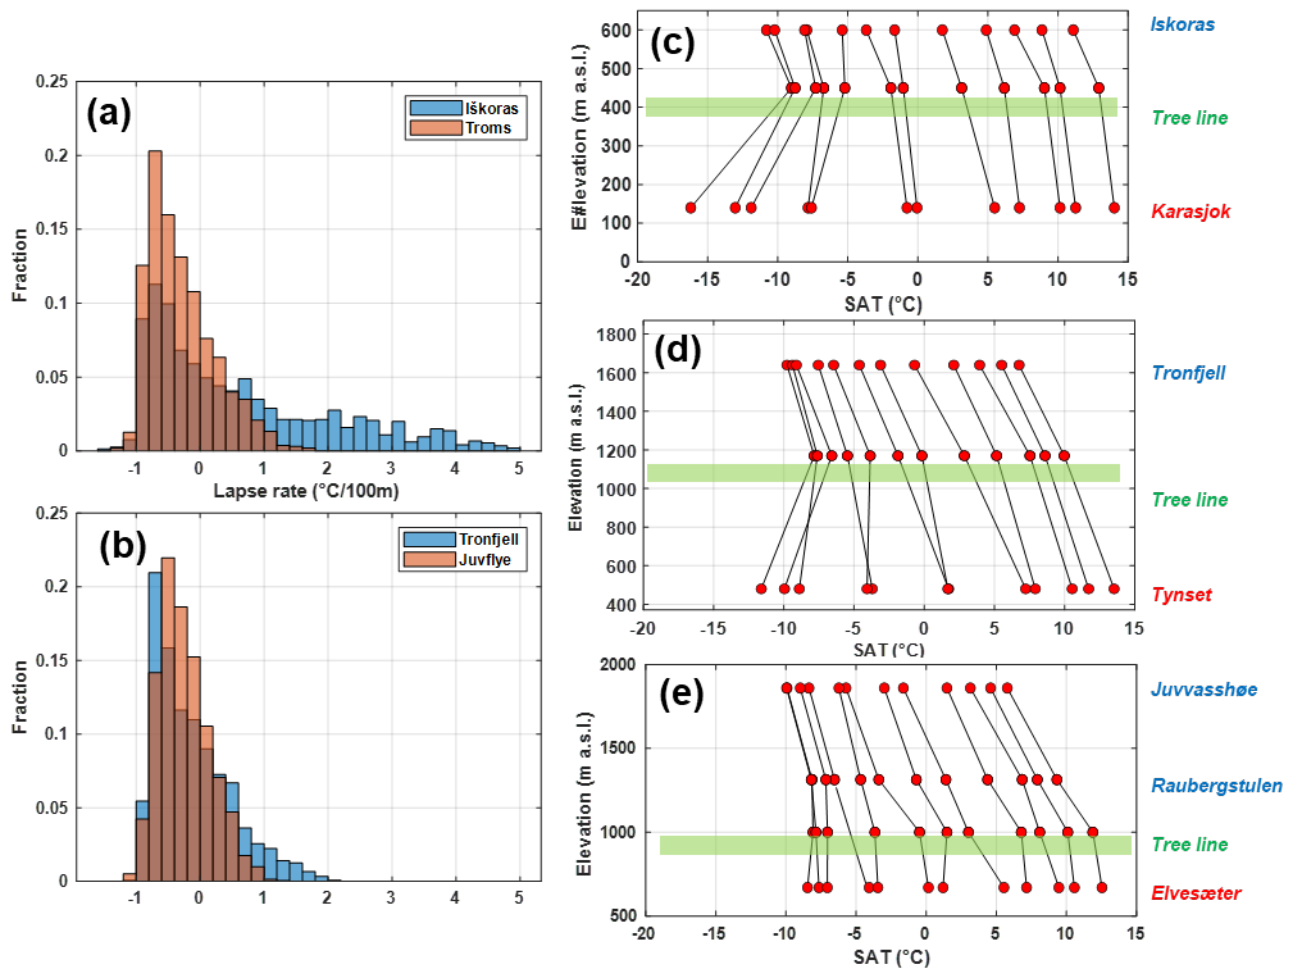 (a)
0.25
0.2
0.15
0.1
0.05
0
Fraction
Iškoras
Troms
-1
0
1
2
3
4
5
Lapse rate (°C/100m)
(b)
0.25
0.2
0.15
0.1
0.05
0
Fraction
Tronfjell
Juvflye
-1
0
1
2
3
4
5
(c)
600
500
400
300
200
100
0
E#levation (m a.s.l.)
-20
-15
-10
-5
0
5
10
15
SAT (°C)
Iskoras
Tree line
Karasjok
(d)
1800
1600
1400
1200
1000
800
600
400
Elevation (m a.s.l.)
-20
-15
-10
-5
0
5
10
15
SAT (°C)
Tronfjell
Tree line
Tynset
(e)
2000
1500
1000
500
Elevation (m a.s.l.)
-20
-15
-10
-5
0
5
10
15
SAT (°C)
Juvvasshøe
Raubergstulen
Tree line
Elvesæter